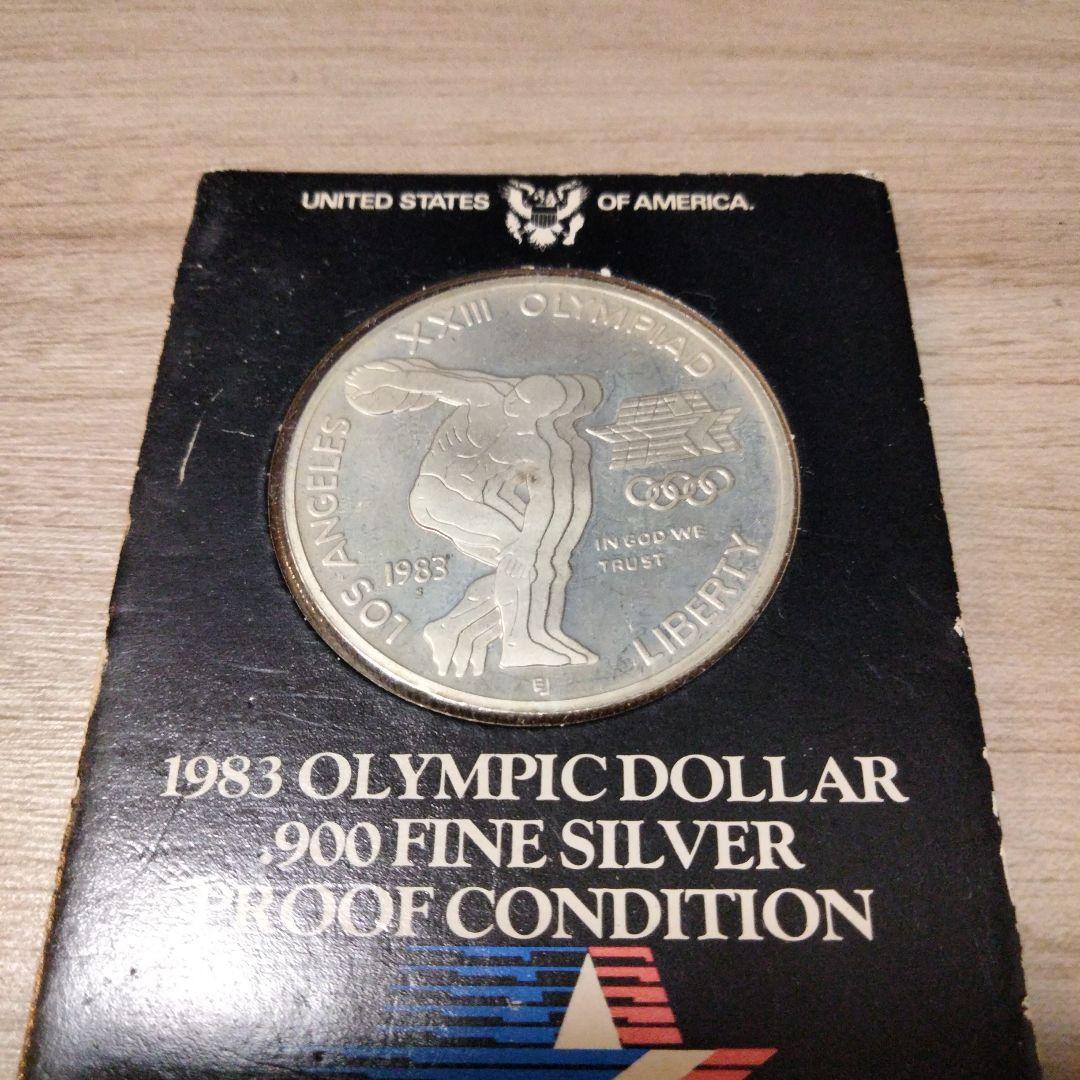 UNITED STATES OF AMERICA.
LOS ANGELES XXIII OLYMPIAD
1983
S
IN GOD WE
TRUST
LIBERTY
EJ
1983 OLYMPIC DOLLAR
.900 FINE SILVER
PROOF CONDITION